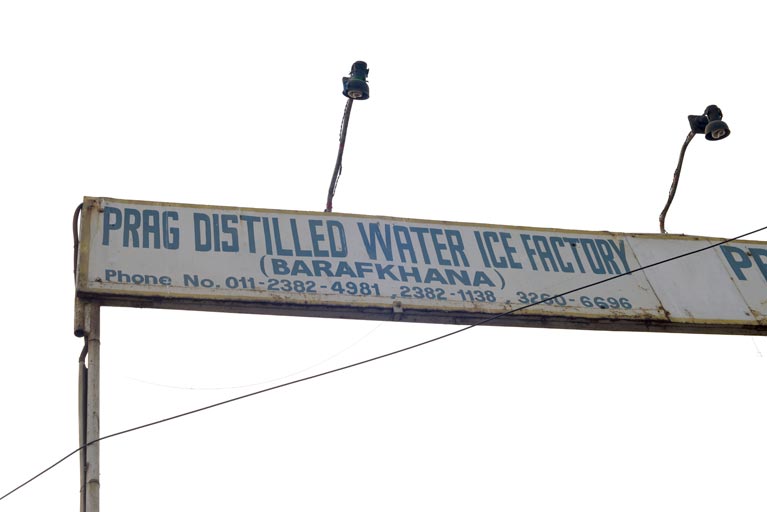 PRAG DISTILLED WATER ICE FACTORY
(BARAFKHANA)
Phone No. 011-2382-4981 2382-1138 3260-6696